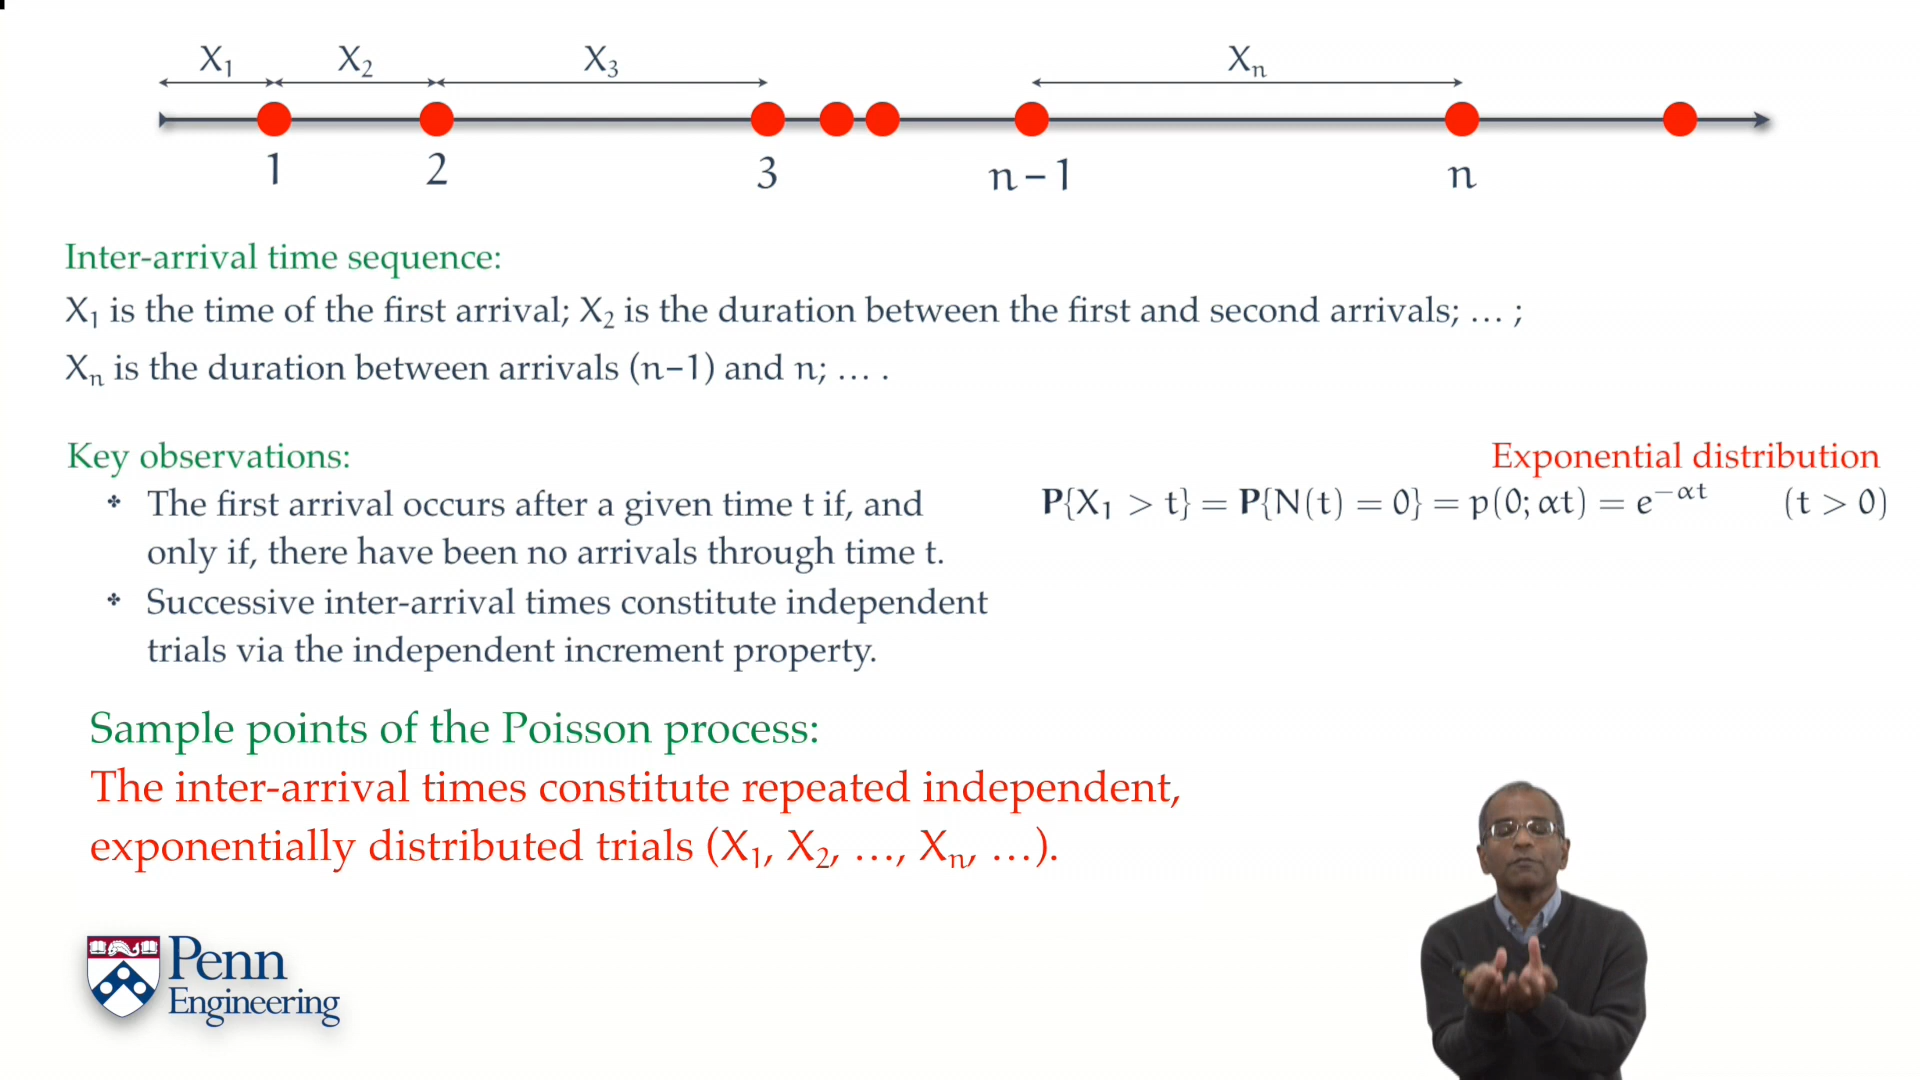 X₁ X₂ X₃ Xₙ
1 2 3 n−1 n
Inter-arrival time sequence:
X₁ is the time of the first arrival; X₂ is the duration between the first and second arrivals; … ;
Xₙ is the duration between arrivals (n−1) and n; … .
Key observations:
❖ The first arrival occurs after a given time t if, and
only if, there have been no arrivals through time t.
❖ Successive inter-arrival times constitute independent
trials via the independent increment property.
Exponential distribution
P{X₁ > t} = P{N(t) = 0} = p(0; αt) = e^{−αt} (t > 0)
Sample points of the Poisson process:
The inter-arrival times constitute repeated independent,
exponentially distributed trials (X₁, X₂, …, Xₙ, …).
Penn
Engineering